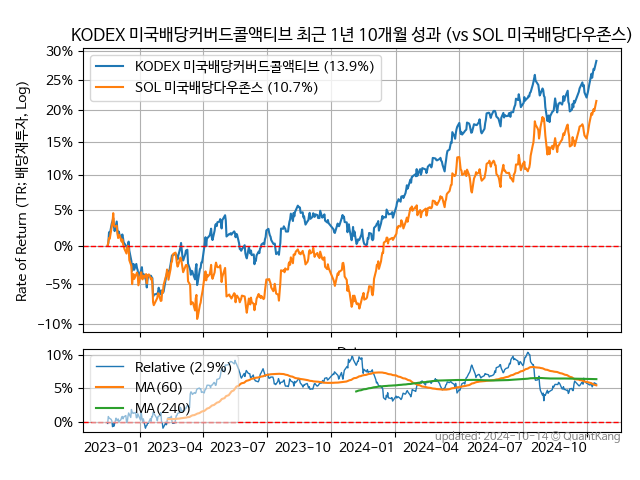 KODEX 미국배당커버드콜액티브 최근 1년 10개월 성과 (vs SOL 미국배당다우존스)
30%
25%
20%
15%
10%
5%
0%
−5%
−10%
Rate of Return (TR: 배당재투자, Log)
KODEX 미국배당커버드콜액티브 (13.9%)
SOL 미국배당다우존스 (10.7%)
10%
5%
0%
Relative (2.9%)
MA(60)
MA(240)
2023−01 2023−04 2023−07 2023−10 2024−01 2024−04 2024−07 2024−10
updated: 2024-10-14 © QuantKang